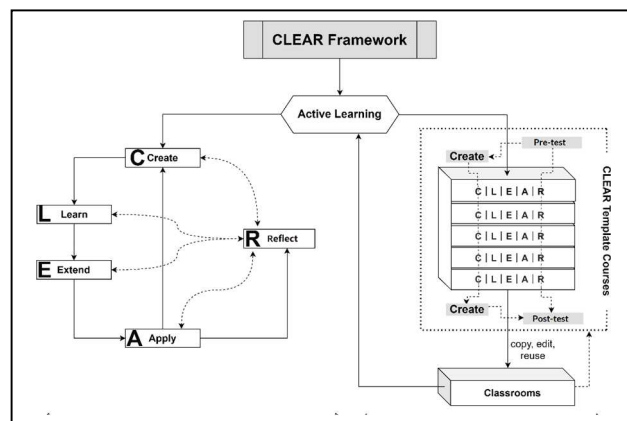 CLEAR Framework
Active Learning
C Create
L Learn
E Extend
A Apply
R Reflect
Pre-test
Create
C | L | E | A | R
C | L | E | A | R
C | L | E | A | R
C | L | E | A | R
C | L | E | A | R
Create
Post-test
CLEAR Template Courses
copy, edit,
reuse
Classrooms